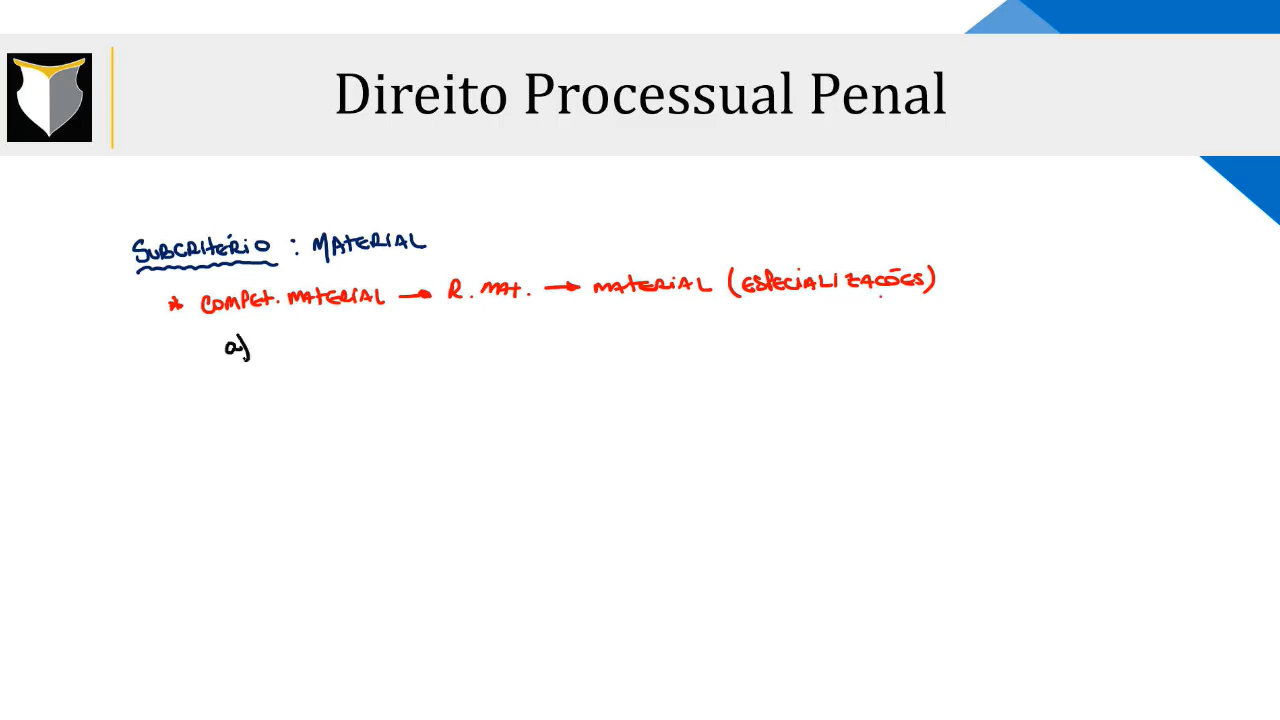 Direito Processual Penal
SUBCRITÉRIO : MATERIAL
* COMPET. MATERIAL → R. MAT. → MATERIAL (ESPECIALIZAÇÕES)
a)